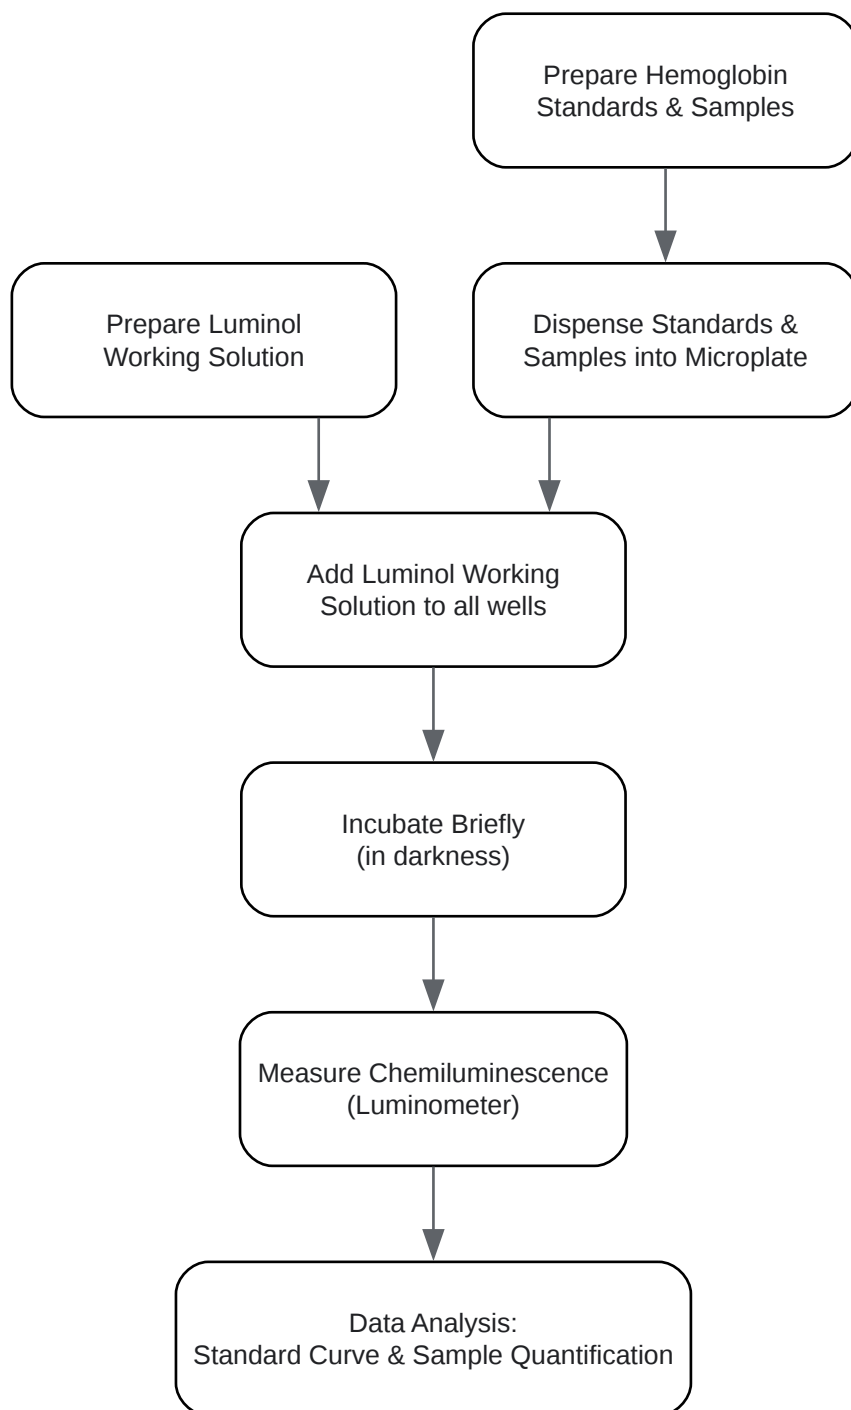 Prepare Hemoglobin
Standards & Samples
Prepare Luminol
Working Solution
Dispense Standards &
Samples into Microplate
Add Luminol Working
Solution to all wells
Incubate Briefly
(in darkness)
Measure Chemiluminescence
(Luminometer)
Data Analysis:
Standard Curve & Sample Quantification